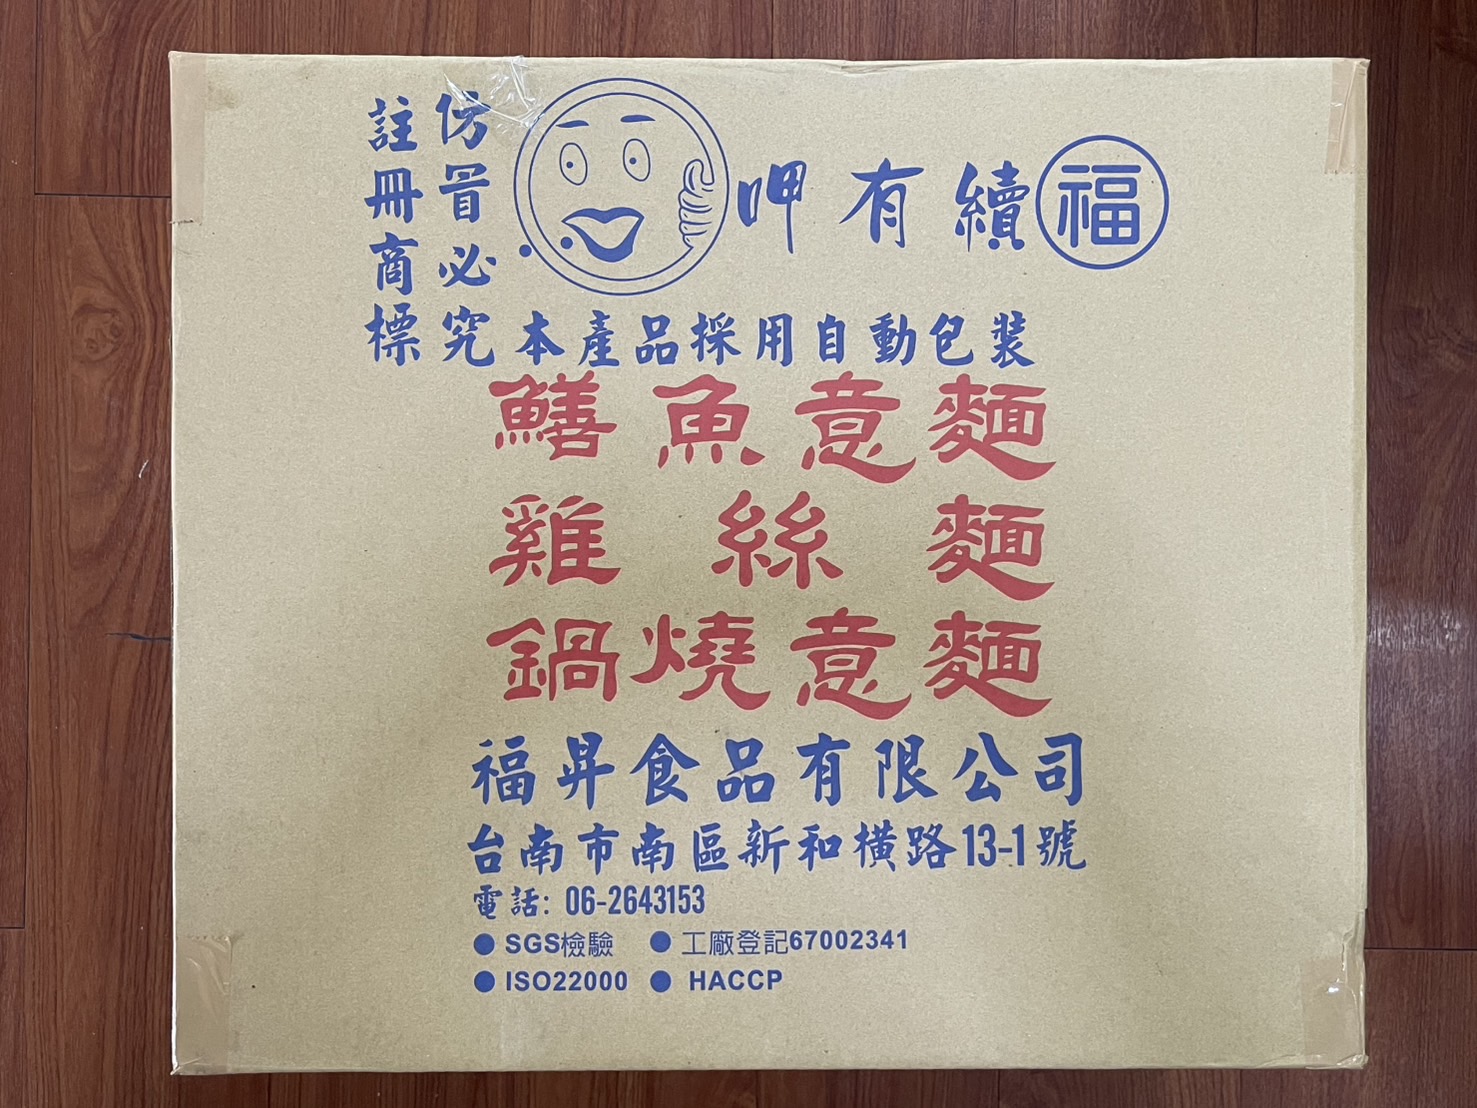 註冊商標
仿冒必究
呷有續 福
本產品採用自動包裝
鱔魚意麵
雞絲麵
鍋燒意麵
福昇食品有限公司
台南市南區新和橫路13-1號
電話: 06-2643153
● SGS檢驗 ● 工廠登記67002341
● ISO22000 ● HACCP